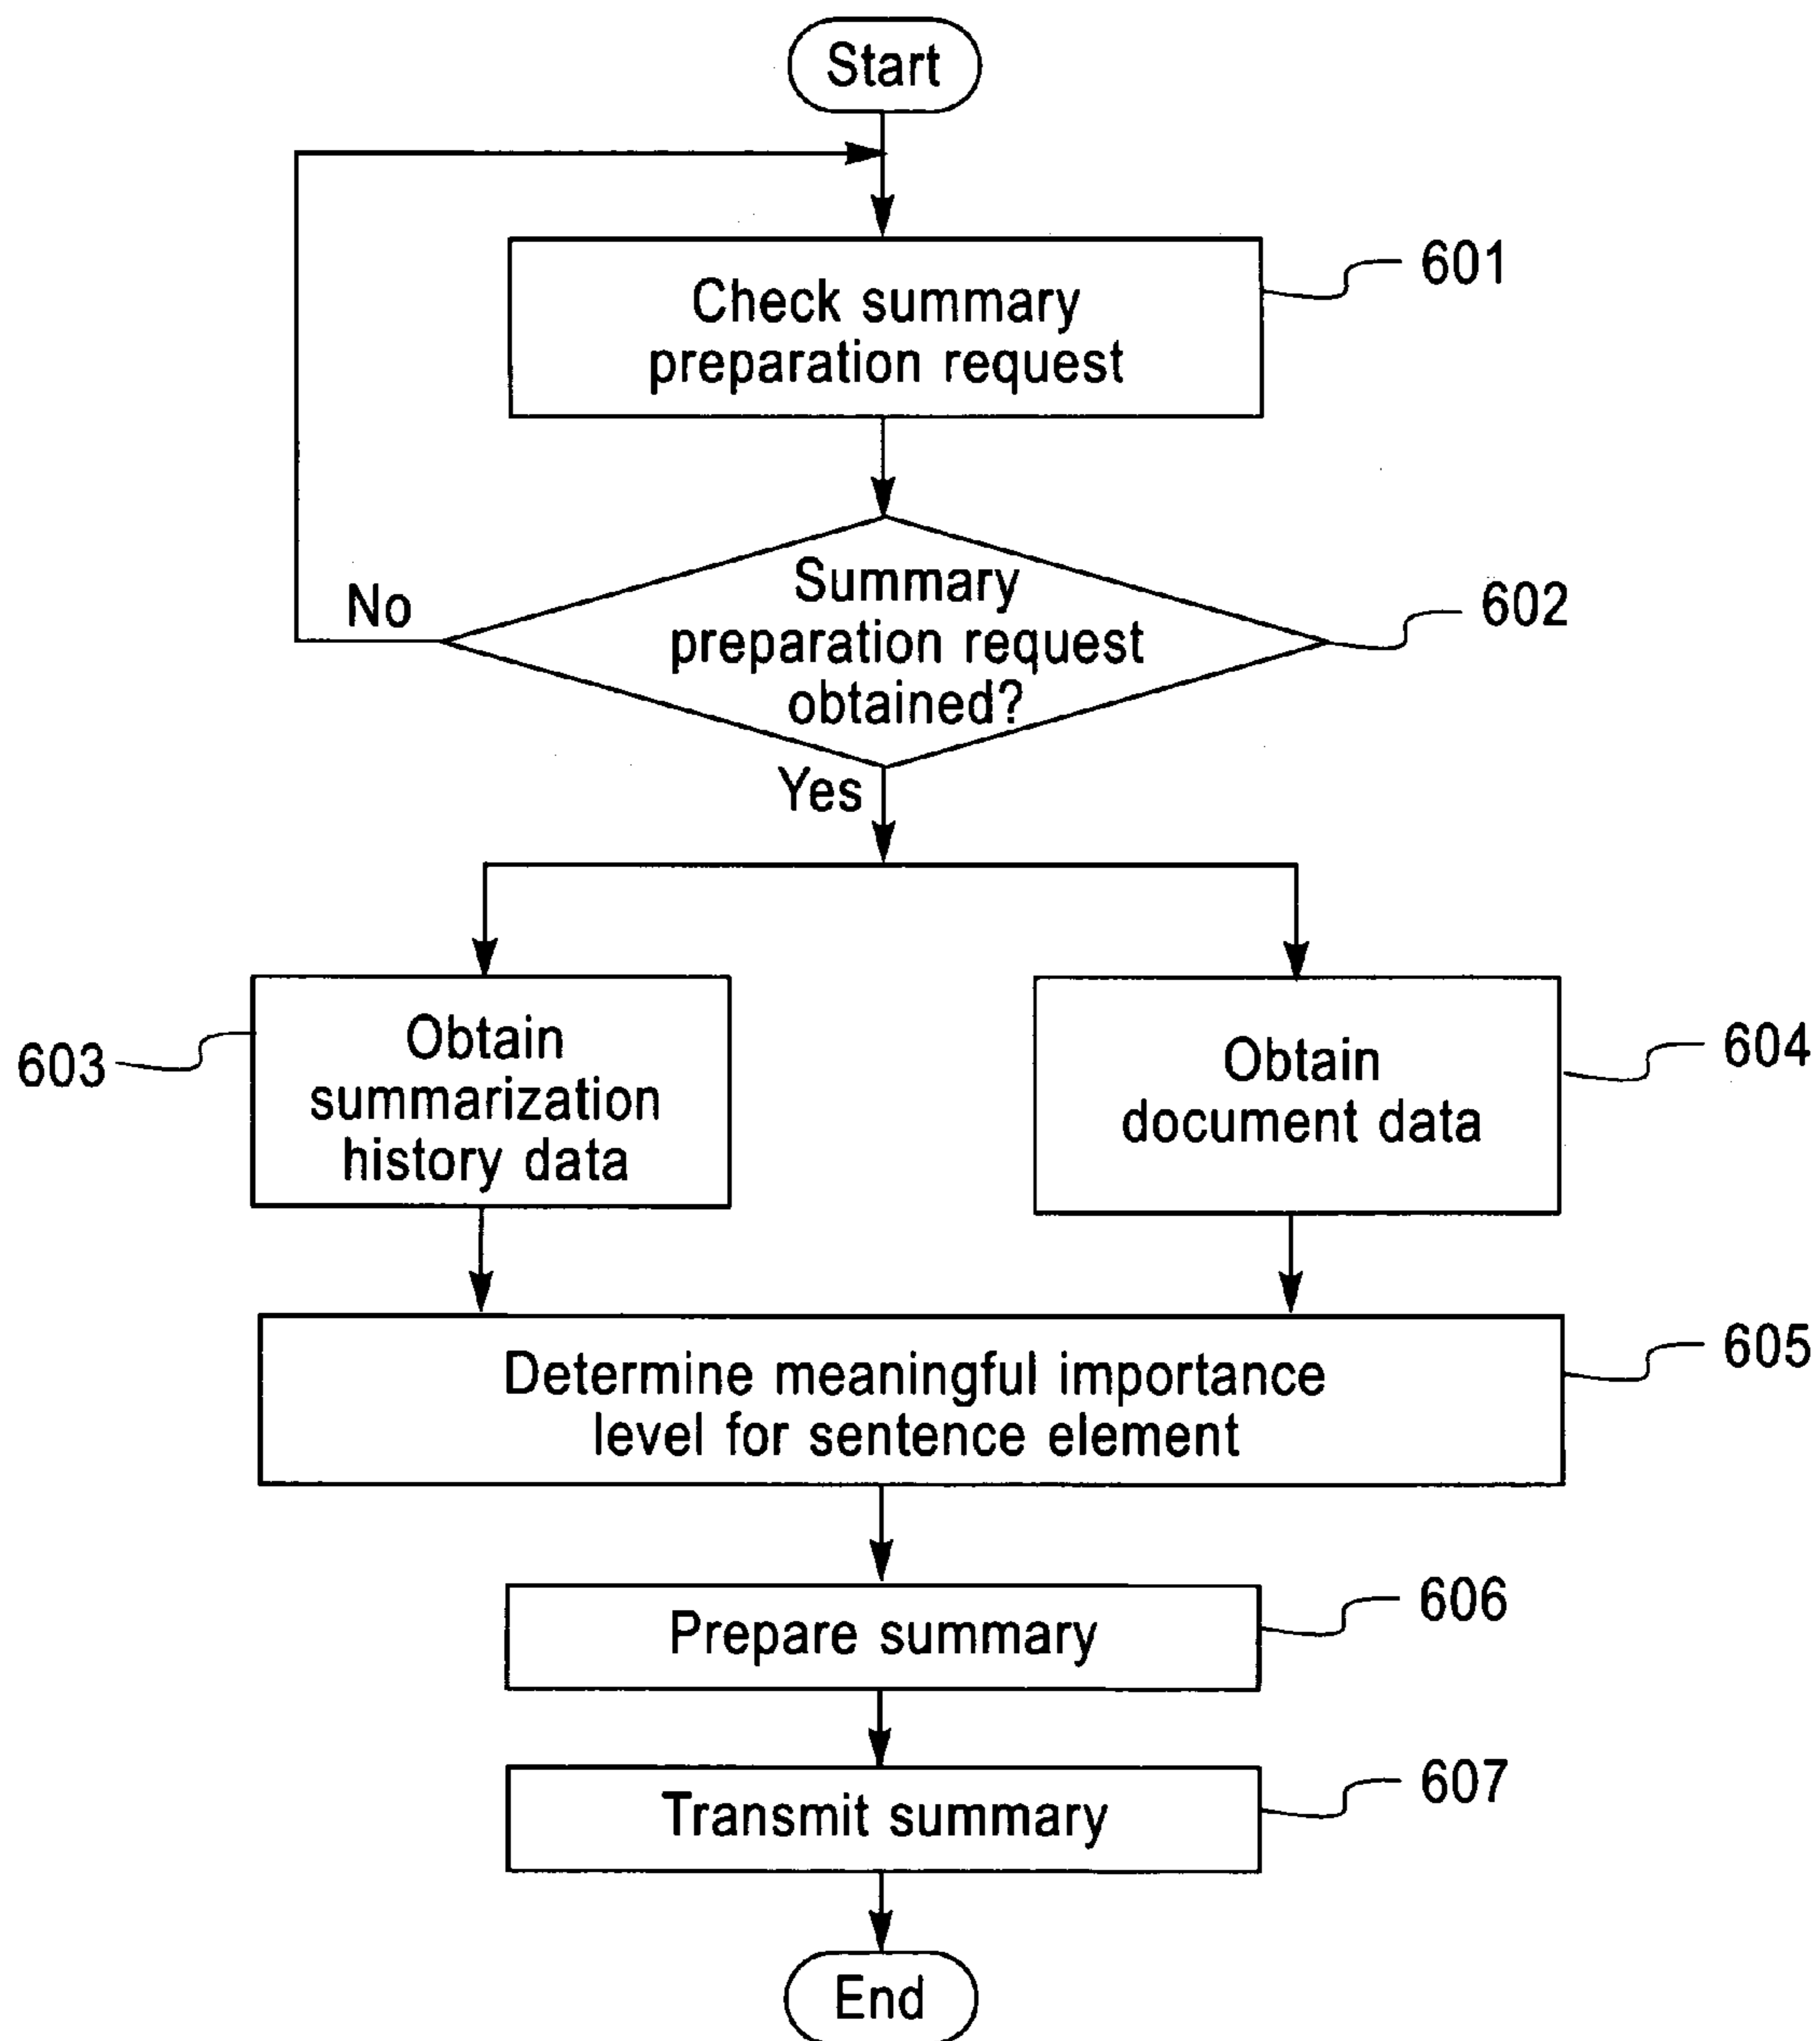 Start
Check summary
preparation request
601
Summary
preparation request
obtained?
602
No
Yes
Obtain
summarization
history data
603
Obtain
document data
604
Determine meaningful importance
level for sentence element
605
Prepare summary
606
Transmit summary
607
End